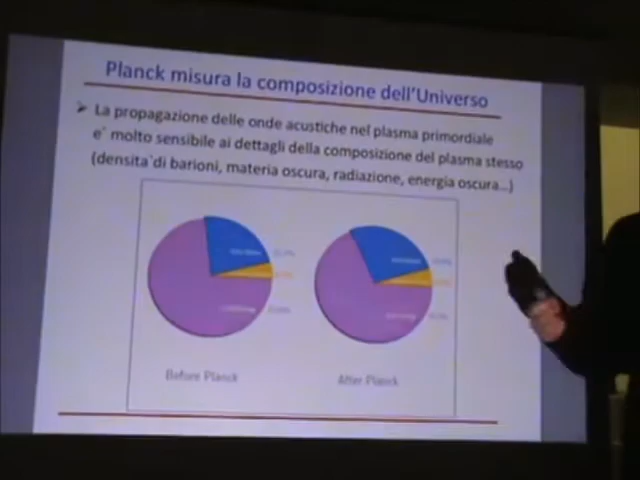 Planck misura la composizione dell'Universo
La propagazione delle onde acustiche nel plasma primordiale
e` molto sensibile ai dettagli della composizione del plasma stesso
(densita`di barioni, materia oscura, radiazione, energia oscura…)
Before Planck
After Planck